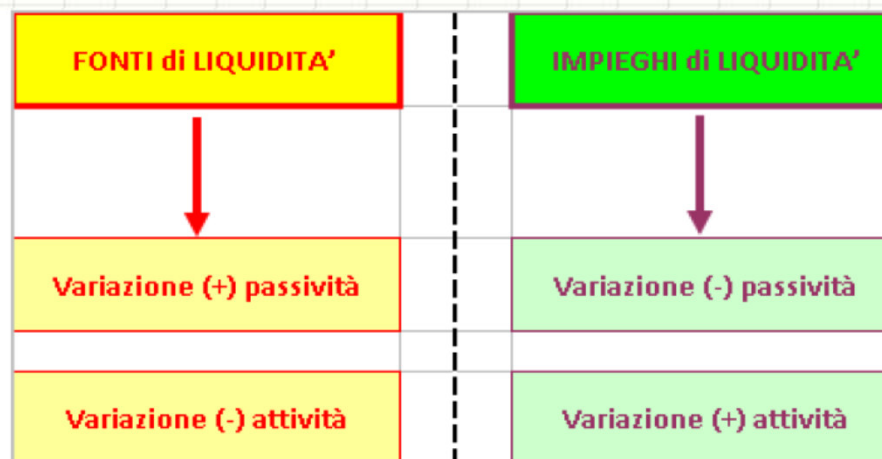 FONTI di LIQUIDITA’
IMPIEGHI di LIQUIDITA’
Variazione (+) passività
Variazione (-) passività
Variazione (-) attività
Variazione (+) attività